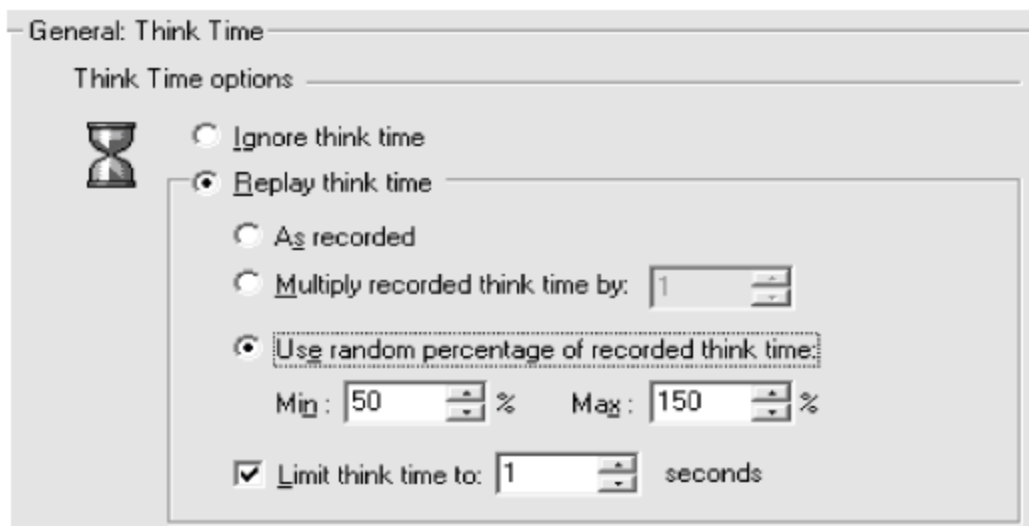 General: Think Time
Think Time options
Ignore think time
Replay think time
As recorded
Multiply recorded think time by: 1
Use random percentage of recorded think time:
Min : 50 % Max : 150 %
Limit think time to: 1 seconds